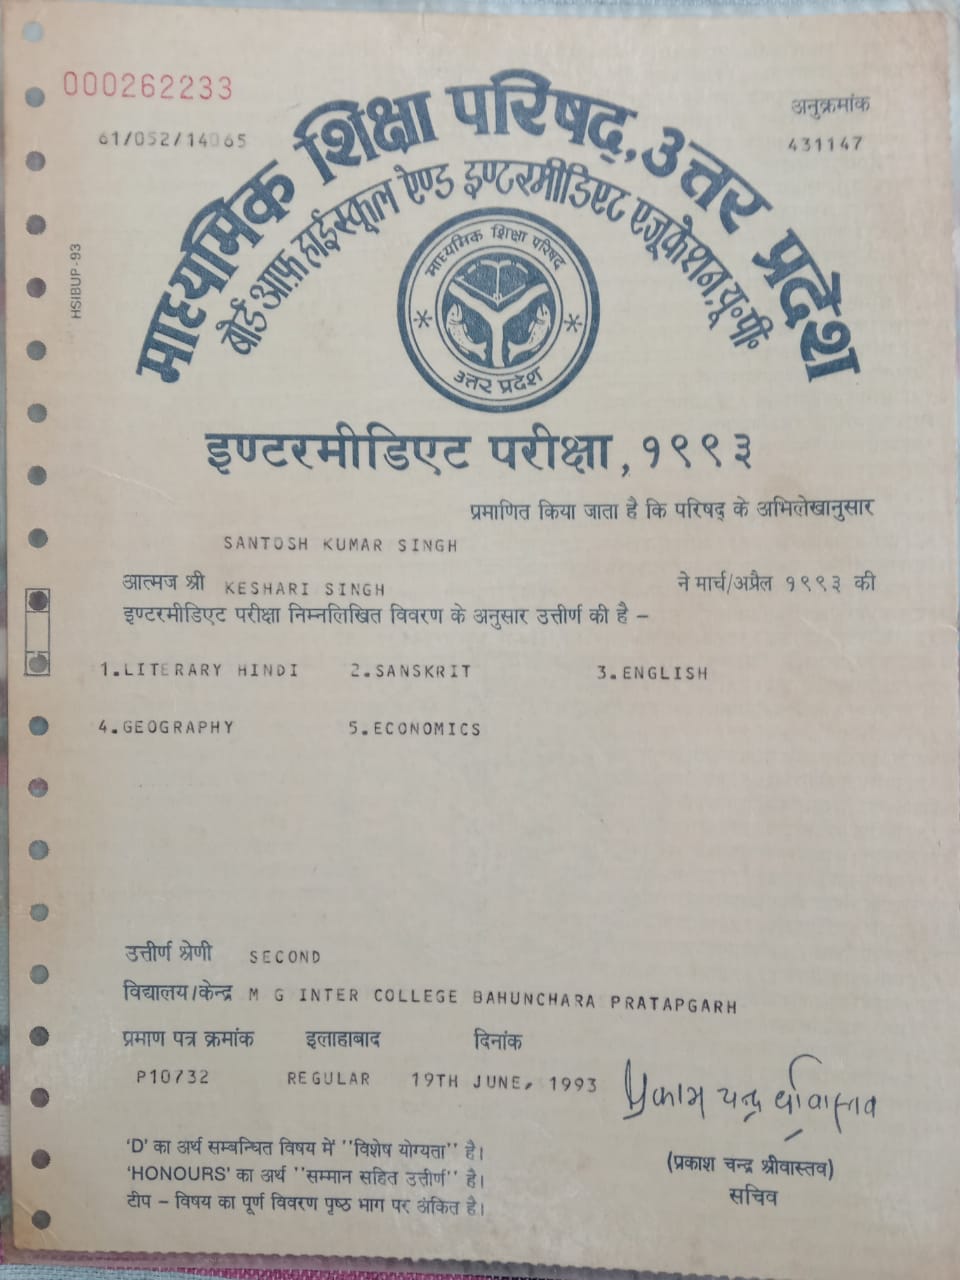 000262233
61/052/14065
अनुक्रमांक
431147
माध्यमिक शिक्षा परिषद्, उत्तर प्रदेश
बोर्ड आफ़ हाईस्कूल ऐण्ड इण्टरमीडिएट एजूकेशन, यू॰पी॰
माध्यमिक शिक्षा परिषद
उत्तर प्रदेश
HSIBUP-93
इण्टरमीडिएट परीक्षा, १९९३
प्रमाणित किया जाता है कि परिषद् के अभिलेखानुसार
SANTOSH KUMAR SINGH
आत्मज श्री KESHARI SINGH ने मार्च/अप्रैल १९९३ की
इण्टरमीडिएट परीक्षा निम्नलिखित विवरण के अनुसार उत्तीर्ण की है –
1.LITERARY HINDI 2.SANSKRIT 3.ENGLISH
4.GEOGRAPHY 5.ECONOMICS
उत्तीर्ण श्रेणी SECOND
विद्यालय/केन्द्र M G INTER COLLEGE BAHUNCHARA PRATAPGARH
प्रमाण पत्र क्रमांक इलाहाबाद दिनांक
P10732 REGULAR 19TH JUNE, 1993
प्रकाश चन्द्र श्रीवास्तव
'D' का अर्थ सम्बन्धित विषय में ''विशेष योग्यता'' है।
'HONOURS' का अर्थ ''सम्मान सहित उत्तीर्ण'' है।
टीप – विषय का पूर्ण विवरण पृष्ठ भाग पर अंकित है।
(प्रकाश चन्द्र श्रीवास्तव)
सचिव